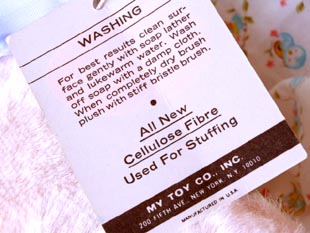 WASHING
For best results clean sur-
face gently with soap lather
and lukewarm water. Wash
off soap with a damp cloth.
When completely dry brush
plush with stiff bristle brush.
All New
Cellulose Fibre
Used For Stuffing
MY TOY CO., INC.
200 FIFTH AVE. NEW YORK, N.Y. 10010
MANUFACTURED IN U.S.A.